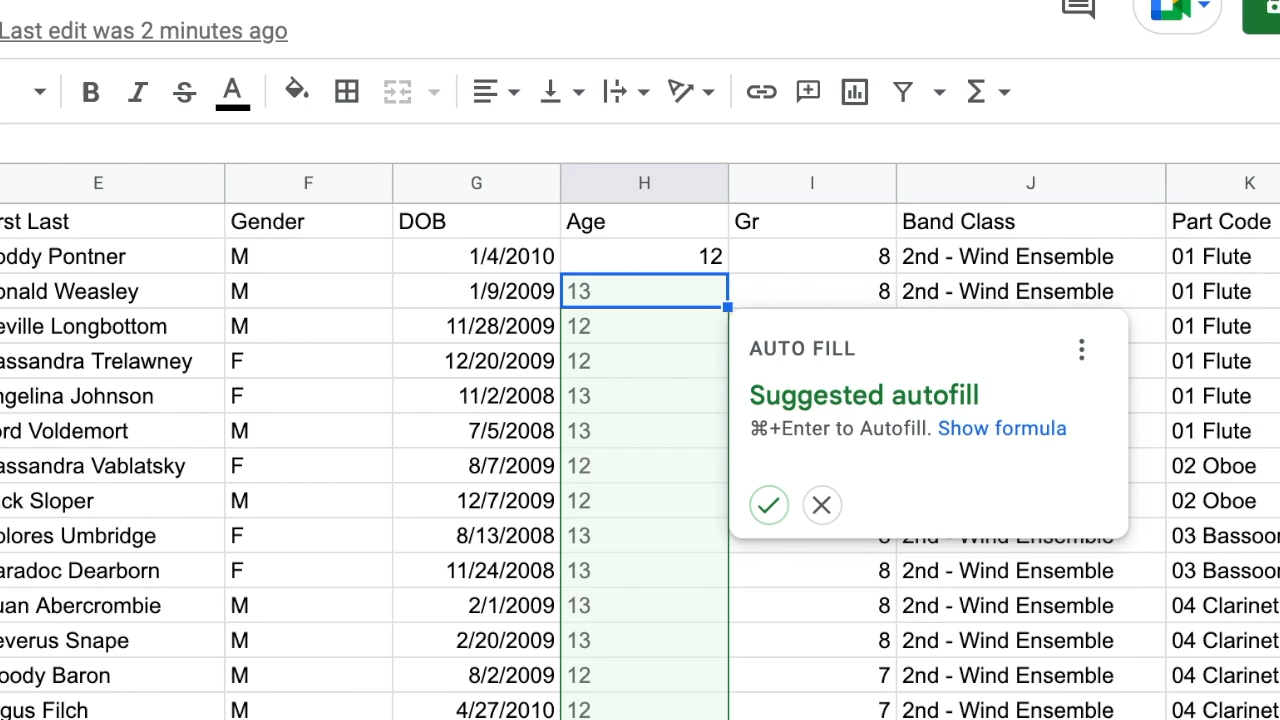 Last edit was 2 minutes ago
B I S A
E F G H I J K
rst Last Gender DOB Age Gr Band Class Part Code
oddy Pontner M 1/4/2010 12 8 2nd - Wind Ensemble 01 Flute
onald Weasley M 1/9/2009 13 8 2nd - Wind Ensemble 01 Flute
eville Longbottom M 11/28/2009 12 01 Flute
assandra Trelawney F 12/20/2009 12 01 Flute
ngelina Johnson F 11/2/2008 13 01 Flute
ord Voldemort M 7/5/2008 13 01 Flute
assandra Vablatsky F 8/7/2009 12 02 Oboe
ck Sloper M 12/7/2009 12 02 Oboe
olores Umbridge F 8/13/2008 13 8 2nd - Wind Ensemble 03 Bassoon
aradoc Dearborn F 11/24/2008 13 8 2nd - Wind Ensemble 03 Bassoon
uan Abercrombie M 2/1/2009 13 8 2nd - Wind Ensemble 04 Clarinet
everus Snape M 2/20/2009 13 8 2nd - Wind Ensemble 04 Clarinet
oody Baron M 8/2/2009 12 7 2nd - Wind Ensemble 04 Clarinet
gus Filch M 4/27/2010 12 7 2nd - Wind Ensemble 04 Clarinet
AUTO FILL
Suggested autofill
⌘+Enter to Autofill. Show formula